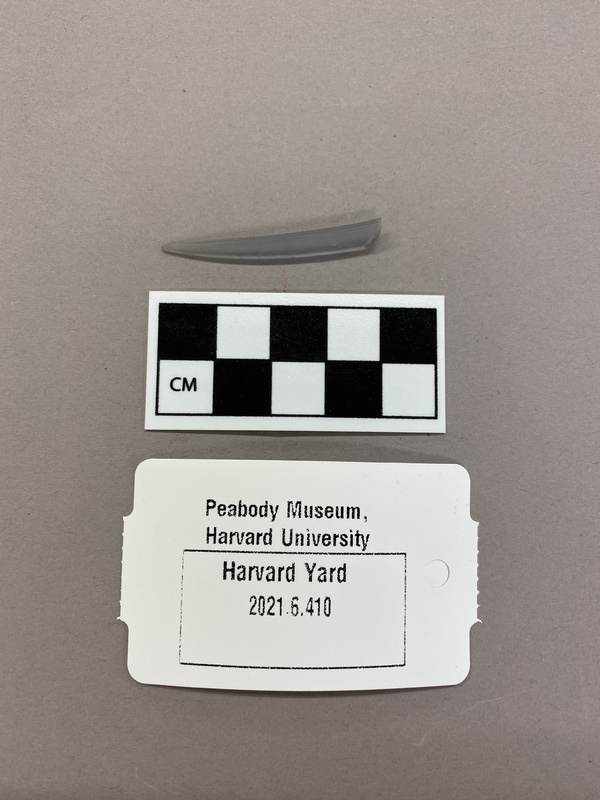 CM
Peabody Museum,
Harvard University
Harvard Yard
2021.6.410